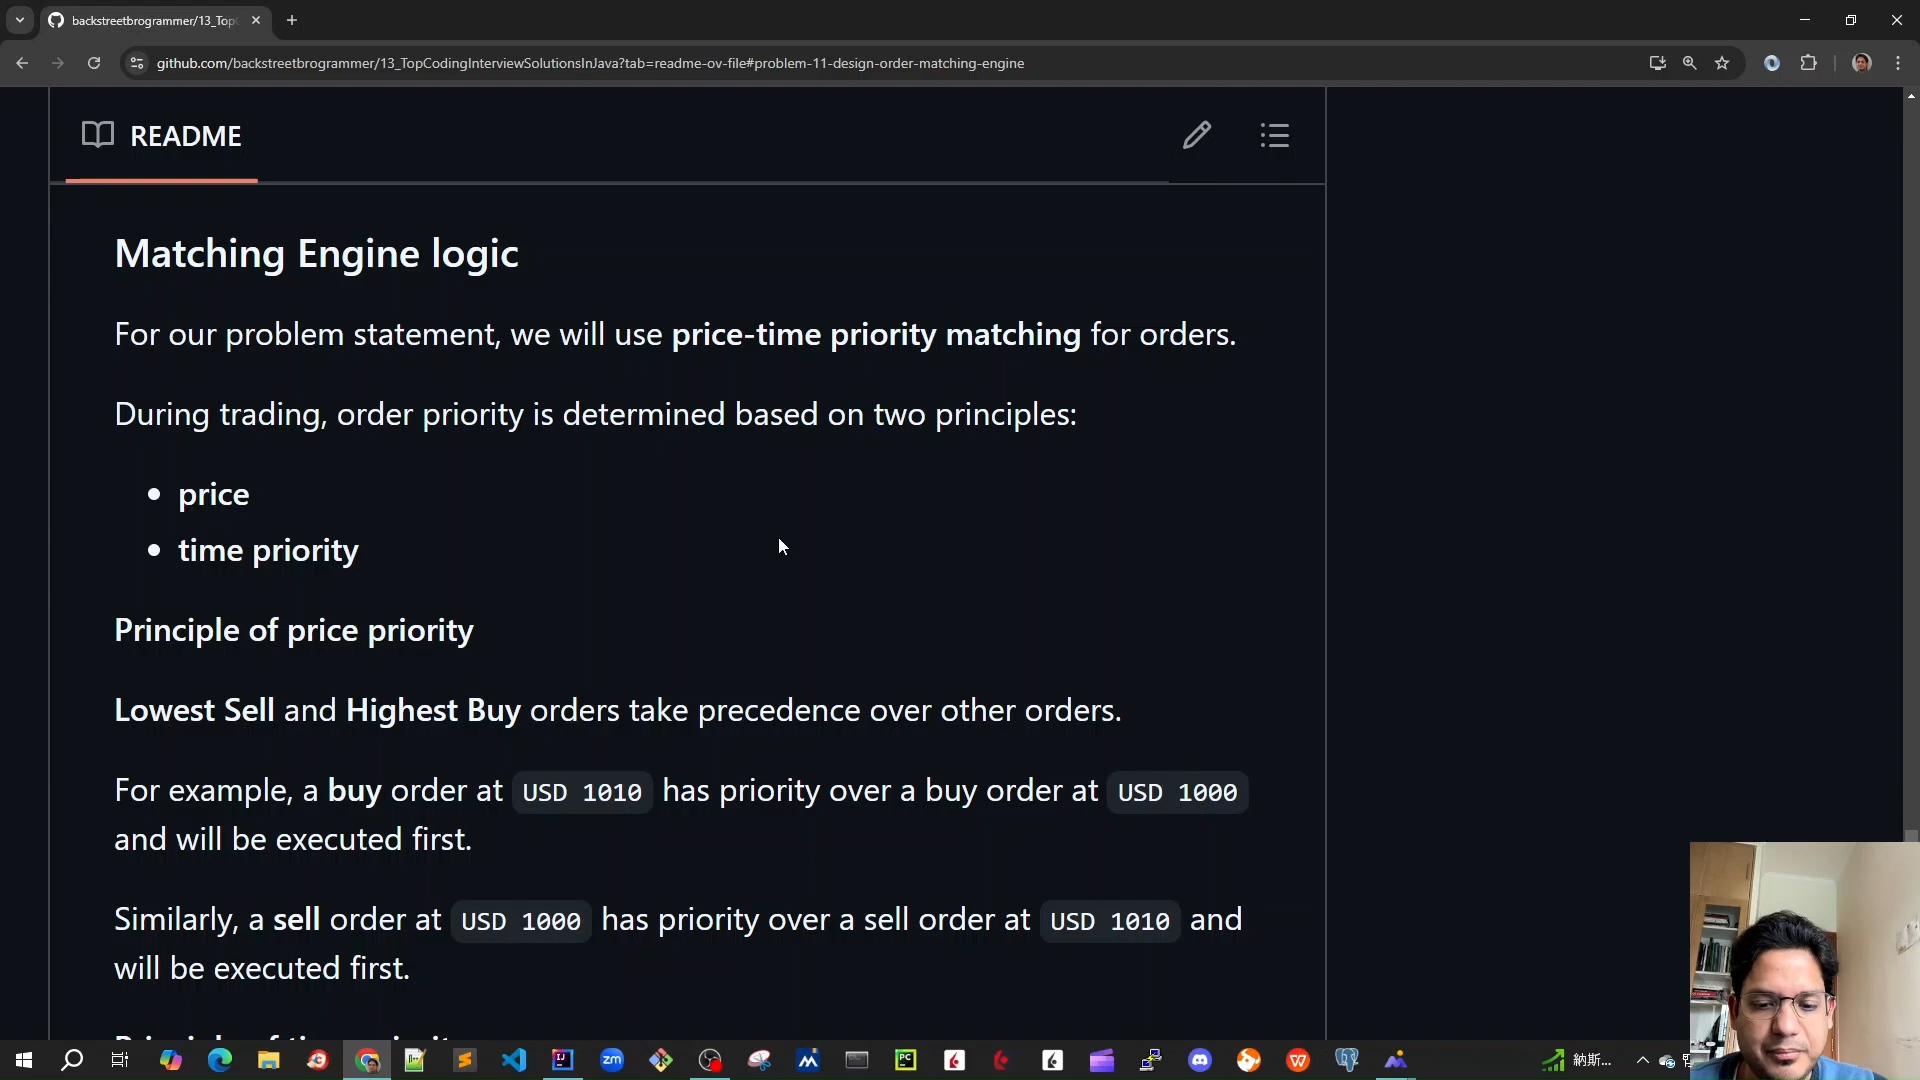 backstreetbrogrammer/13_Top
github.com/backstreetbrogrammer/13_TopCodingInterviewSolutionsInJava?tab=readme-ov-file#problem-11-design-order-matching-engine
README
Matching Engine logic
For our problem statement, we will use price-time priority matching for orders.
During trading, order priority is determined based on two principles:
• price
• time priority
Principle of price priority
Lowest Sell and Highest Buy orders take precedence over other orders.
For example, a buy order at USD 1010 has priority over a buy order at USD 1000
and will be executed first.
Similarly, a sell order at USD 1000 has priority over a sell order at USD 1010 and
will be executed first.
zm
IJ
PC
納斯...